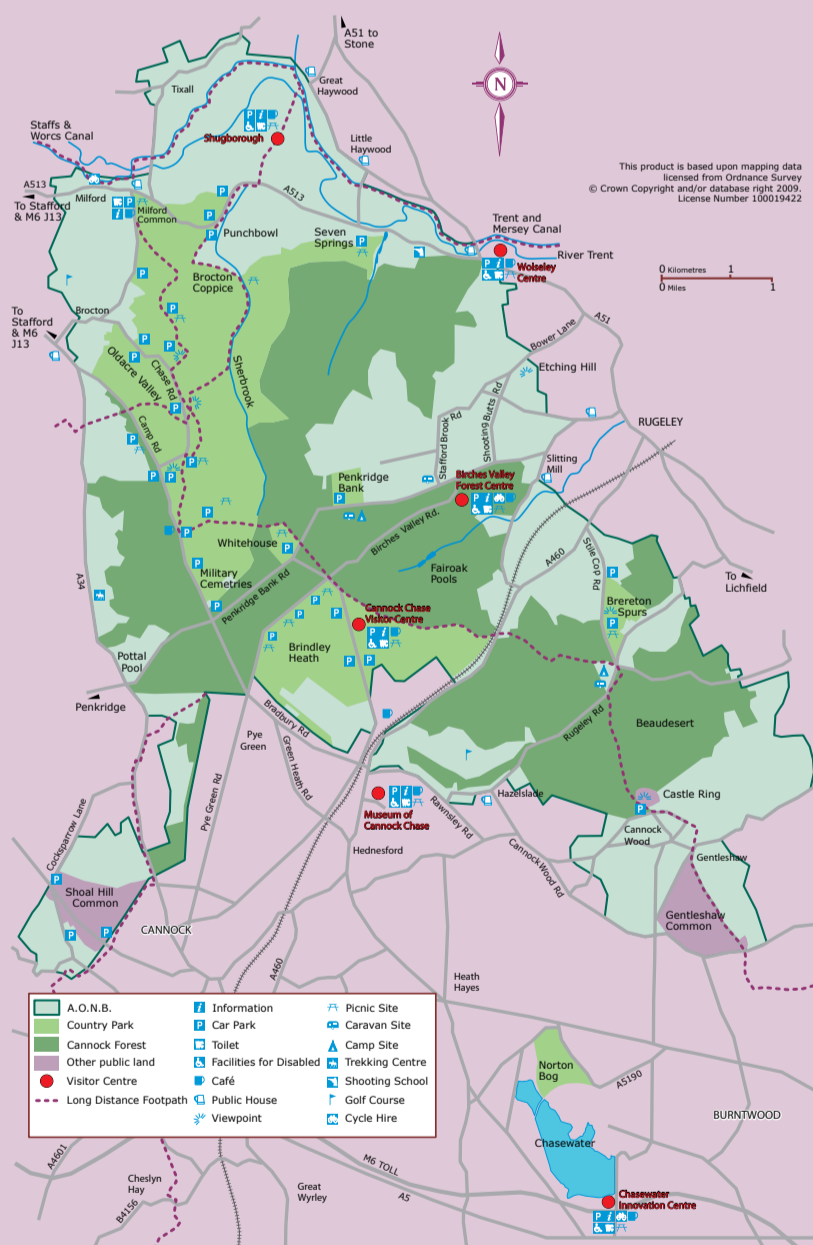 A51 to
Stone
Tixall
Great
Haywood
N
Staffs &
Worcs Canal
Shugborough
Little
Haywood
This product is based upon mapping data
licensed from Ordnance Survey
© Crown Copyright and/or database right 2009.
License Number 100019422
A513
To Stafford
& M6 J13
Milford
Milford
Common
A513
Punchbowl
Seven
Springs
Trent and
Mersey Canal
River Trent
Wolseley
Centre
0 Kilometres 1
0 Miles 1
Brocton
Coppice
To
Stafford
& M6
J13
Brocton
Bower Lane
A51
Oldacre Valley
Chase Rd
Sherbrook
Etching Hill
Camp Rd
Stafford Brook Rd
Shooting Butts Rd
RUGELEY
Slitting
Mill
Penkridge
Bank
Birches Valley
Forest Centre
Birches Valley Rd.
Whitehouse
A460
Stile Cop Rd
Fairoak
Pools
To
Lichfield
A34
Military
Cemeteries
Penkridge Bank Rd
Cannock Chase
Visitor Centre
Brereton
Spurs
Brindley
Heath
Pottal
Pool
Penkridge
Bradbury Rd
Rugeley Rd
Beaudesert
Pye
Green
Green Heath Rd
Pye Green Rd
Hazelslade
Castle Ring
Museum of
Cannock Chase
Rawnsley Rd
Cocksparrow Lane
Hednesford
Cannock Wood Rd
Cannock
Wood
Gentleshaw
Shoal Hill
Common
CANNOCK
Gentleshaw
Common
A460
Heath
Hayes
A.O.N.B.
Country Park
Cannock Forest
Other public land
Visitor Centre
Long Distance Footpath
Information
Car Park
Toilet
Facilities for Disabled
Café
Public House
Viewpoint
Picnic Site
Caravan Site
Camp Site
Trekking Centre
Shooting School
Golf Course
Cycle Hire
Norton
Bog
A5190
BURNTWOOD
Chasewater
A4601
M6 TOLL
A5
Cheslyn
Hay
Great
Wyrley
B4156
Chasewater
Innovation Centre